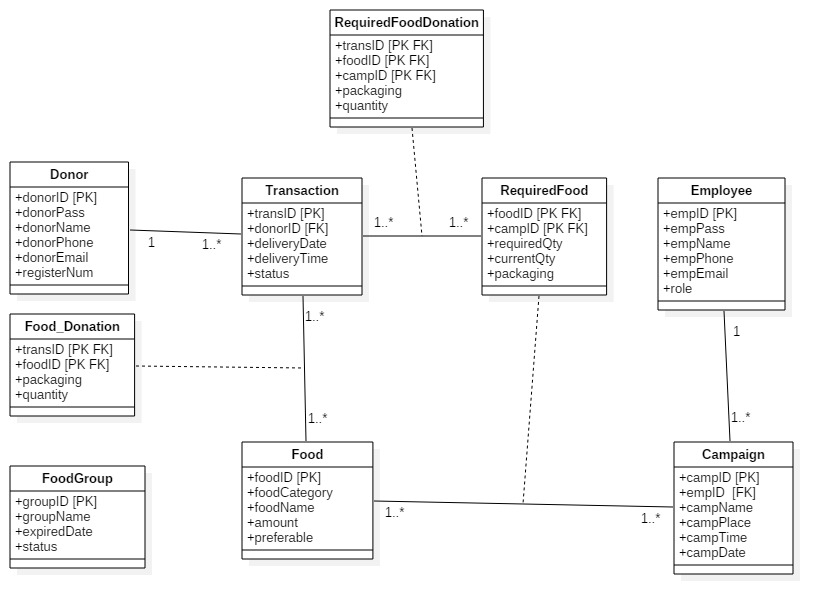 RequiredFoodDonation
+transID [PK FK]
+foodID [PK FK]
+campID [PK FK]
+packaging
+quantity
Donor
+donorID [PK]
+donorPass
+donorName
+donorPhone
+donorEmail
+registerNum
1
1..*
Transaction
+transID [PK]
+donorID [FK]
+deliveryDate
+deliveryTime
+status
1..*
1..*
RequiredFood
+foodID [PK FK]
+campID [PK FK]
+requiredQty
+currentQty
+packaging
Employee
+empID [PK]
+empPass
+empName
+empPhone
+empEmail
+role
Food_Donation
+transID [PK FK]
+foodID [PK FK]
+packaging
+quantity
1..*
1..*
1
1..*
FoodGroup
+groupID [PK]
+groupName
+expiredDate
+status
Food
+foodID [PK]
+foodCategory
+foodName
+amount
+preferable
1..*
1..*
Campaign
+campID [PK]
+empID  [FK]
+campName
+campPlace
+campTime
+campDate